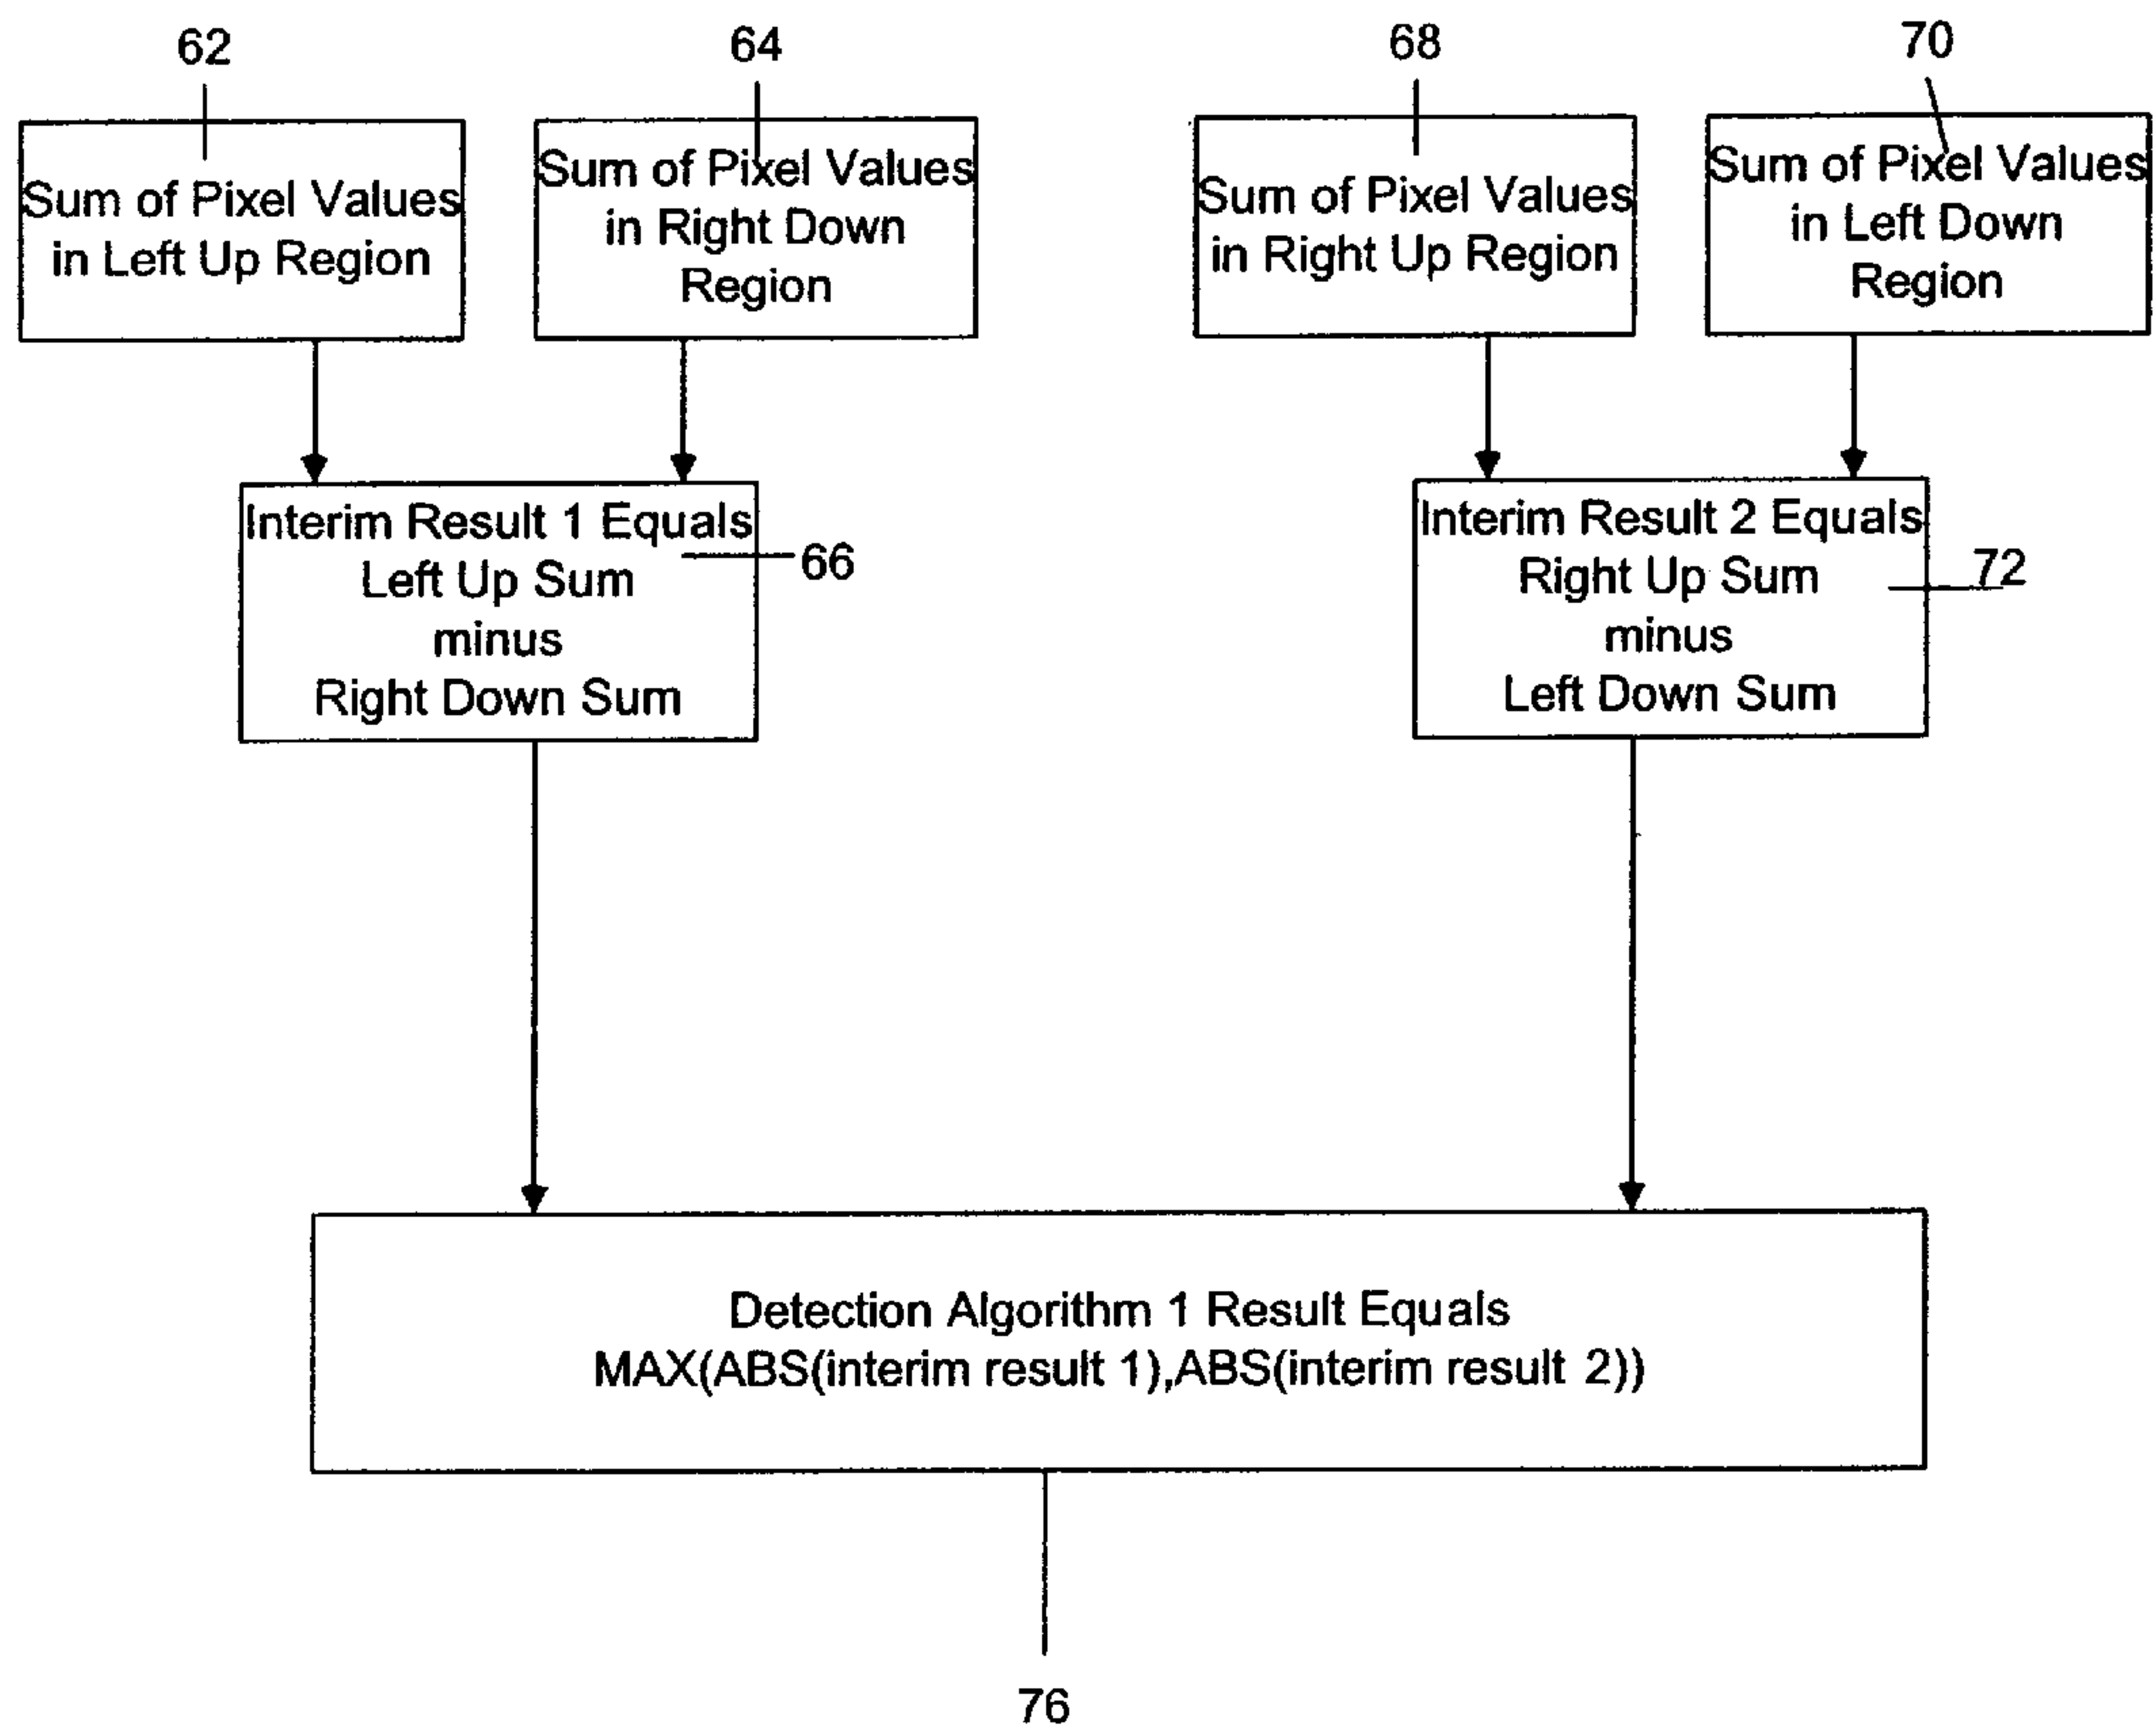 62
64
68
70
Sum of Pixel Values
in Left Up Region
Sum of Pixel Values
in Right Down
Region
Sum of Pixel Values
in Right Up Region
Sum of Pixel Values
in Left Down
Region
Interim Result 1 Equals
Left Up Sum
minus
Right Down Sum
66
Interim Result 2 Equals
Right Up Sum
minus
Left Down Sum
72
Detection Algorithm 1 Result Equals
MAX(ABS(interim result 1),ABS(interim result 2))
76